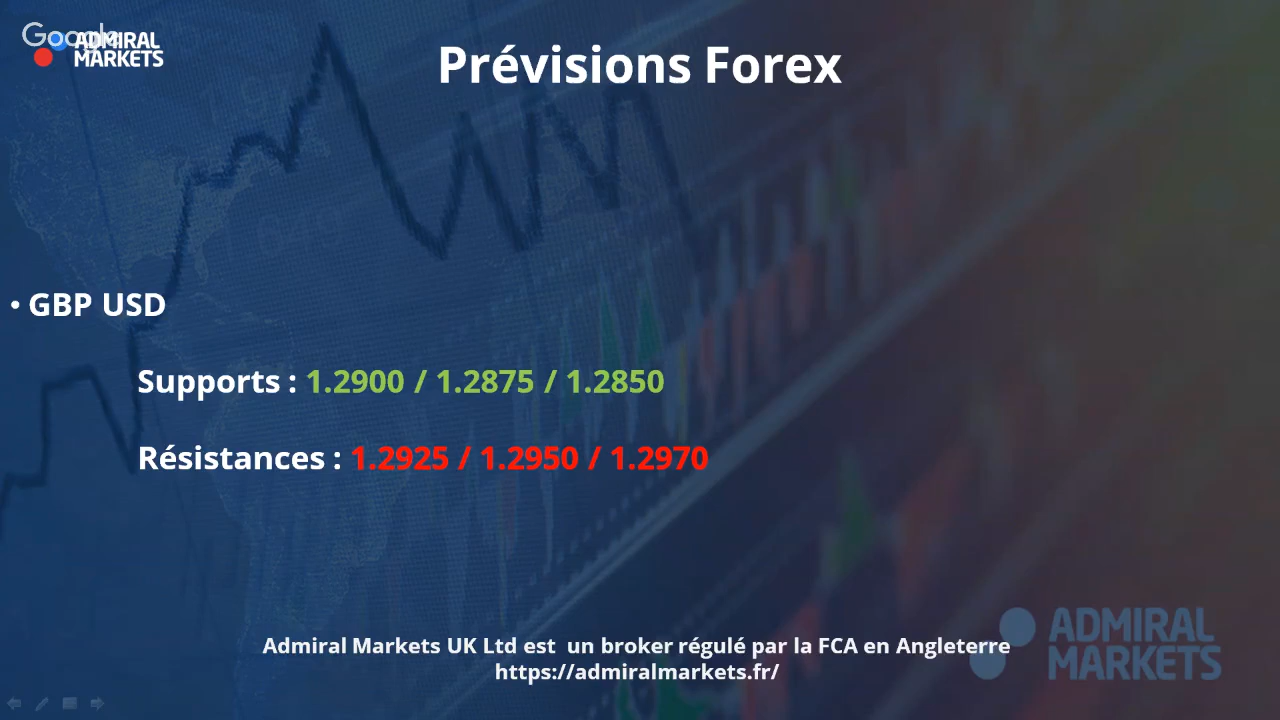 Google
ADMIRAL
MARKETS
Prévisions Forex
• GBP USD
Supports : 1.2900 / 1.2875 / 1.2850
Résistances : 1.2925 / 1.2950 / 1.2970
Admiral Markets UK Ltd est un broker régulé par la FCA en Angleterre
https://admiralmarkets.fr/
ADMIRAL
MARKETS